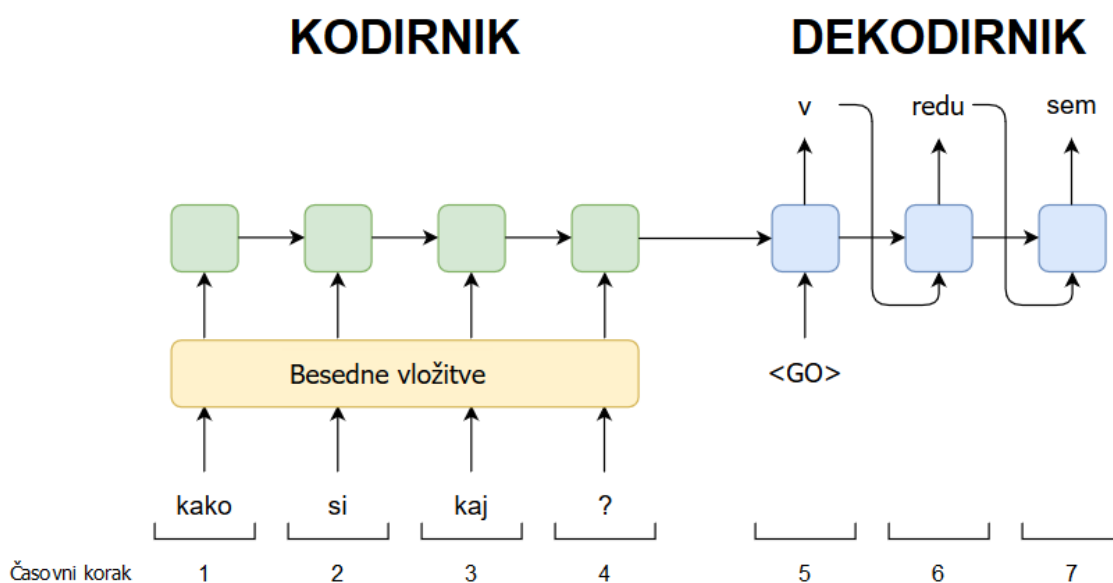 KODIRNIK DEKODIRNIK
v redu sem
Besedne vložitve
<GO>
kako si kaj ?
Časovni korak 1 2 3 4 5 6 7